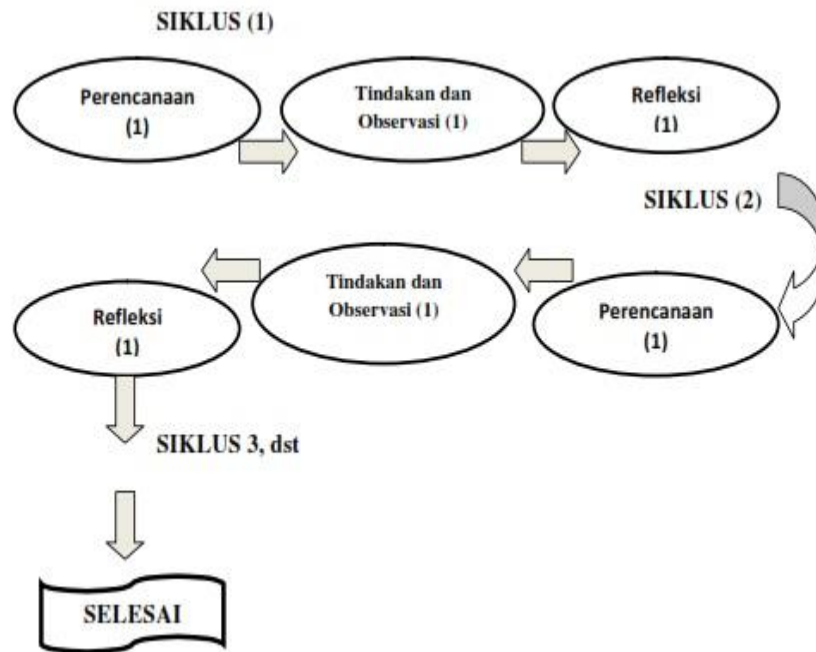 SIKLUS (1)
Perencanaan
(1)
Tindakan dan
Observasi (1)
Refleksi
(1)
SIKLUS (2)
Perencanaan
(1)
Tindakan dan
Observasi (1)
Refleksi
(1)
SIKLUS 3, dst
SELESAI